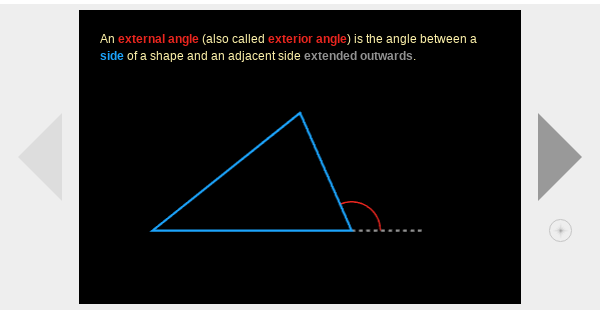 An external angle (also called exterior angle) is the angle between a
side of a shape and an adjacent side extended outwards.